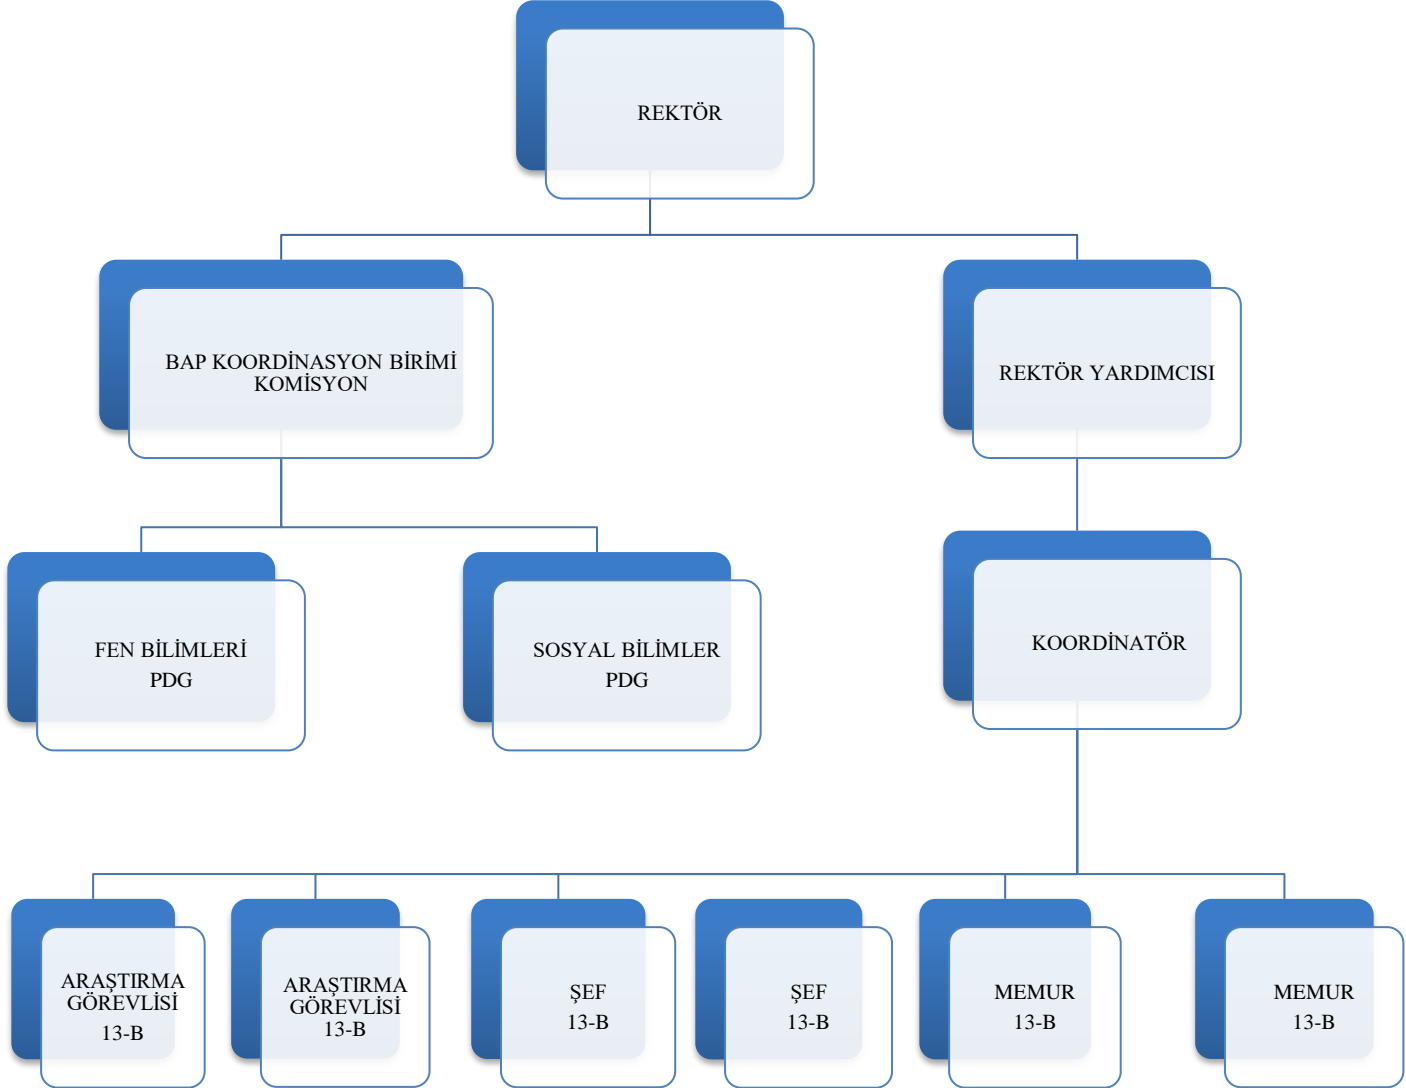 REKTÖR
BAP KOORDİNASYON BİRİMİ
KOMİSYON
REKTÖR YARDIMCISI
FEN BİLİMLERİ
PDG
SOSYAL BİLİMLER
PDG
KOORDİNATÖR
ARAŞTIRMA
GÖREVLİSİ
13-B
ARAŞTIRMA
GÖREVLİSİ
13-B
ŞEF
13-B
ŞEF
13-B
MEMUR
13-B
MEMUR
13-B